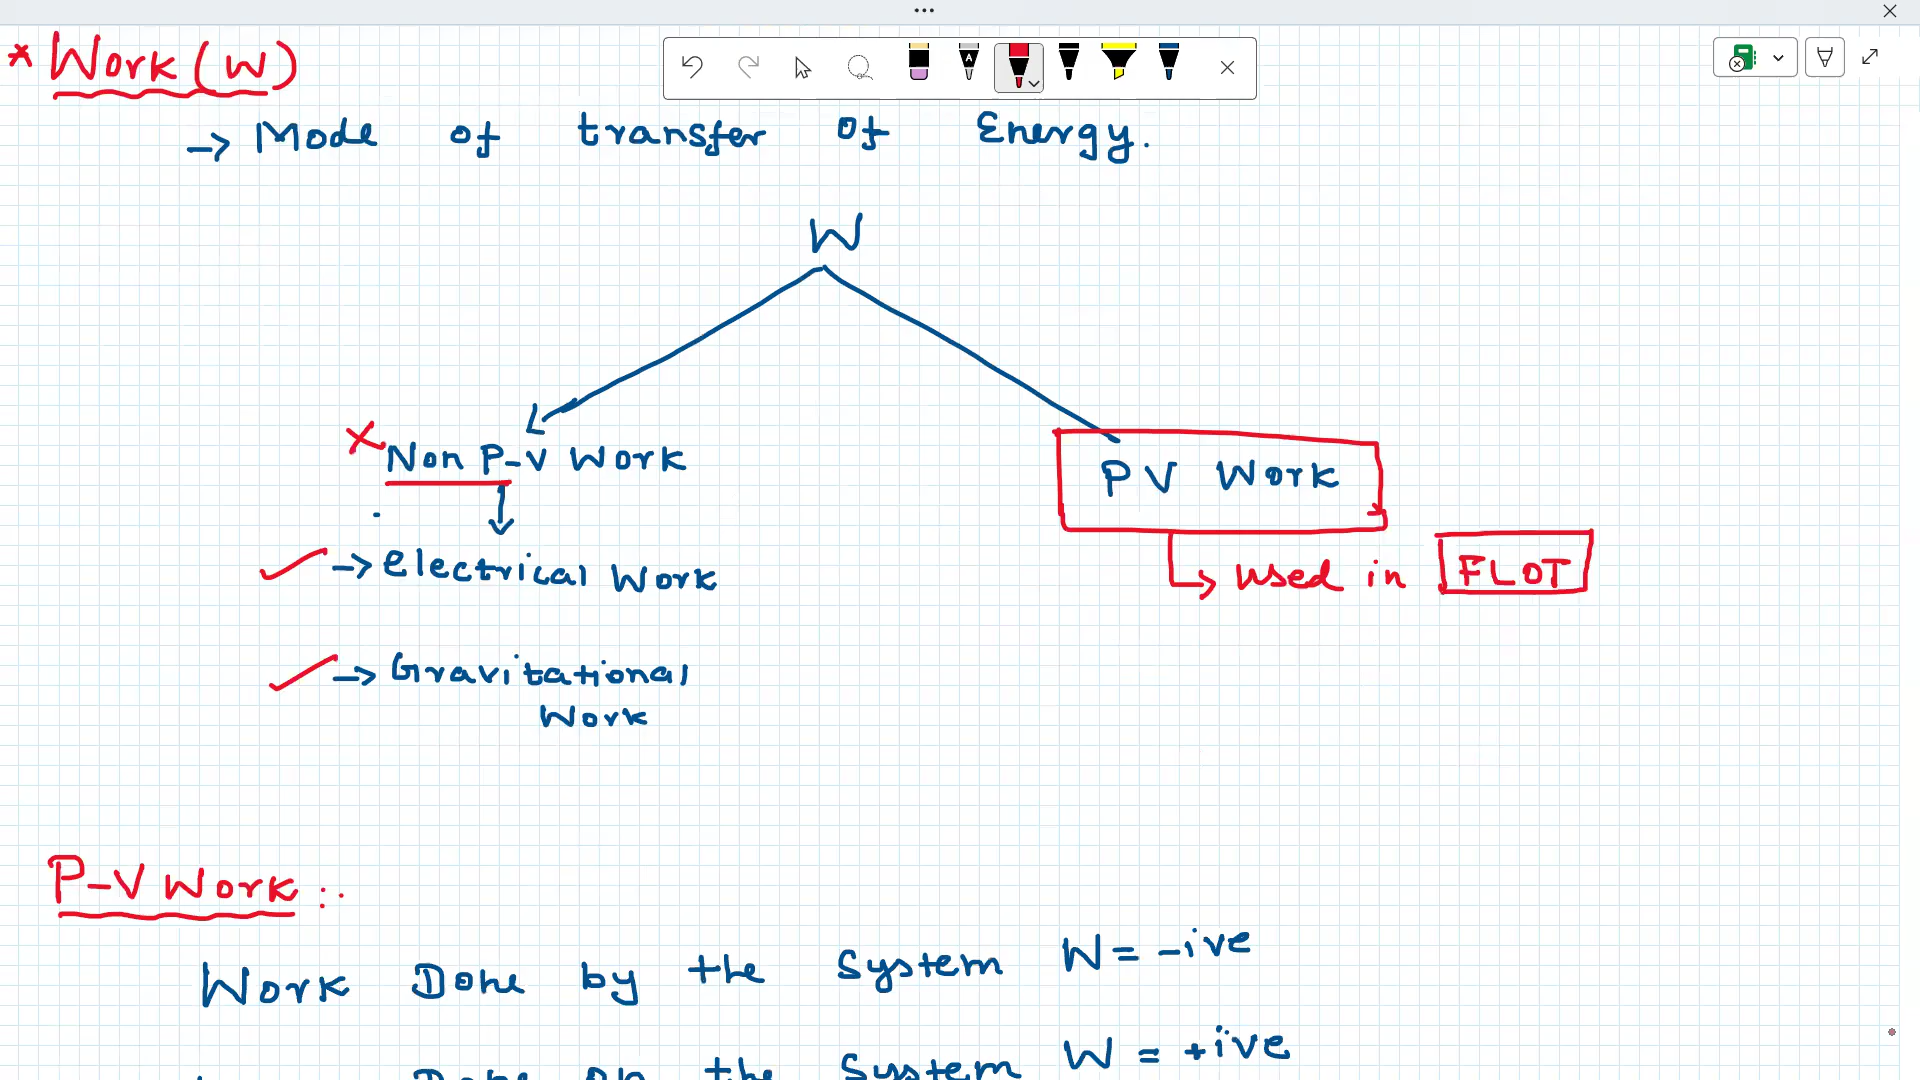 * Work (W)
→ Mode of transfer of Energy.
W
× Non P-V Work
PV Work
→ Electrical Work
↳ used in FLOT
→ Gravitational
Work
P-V Work :.
Work Done by the System W = -ive
Done on the System W = +ive